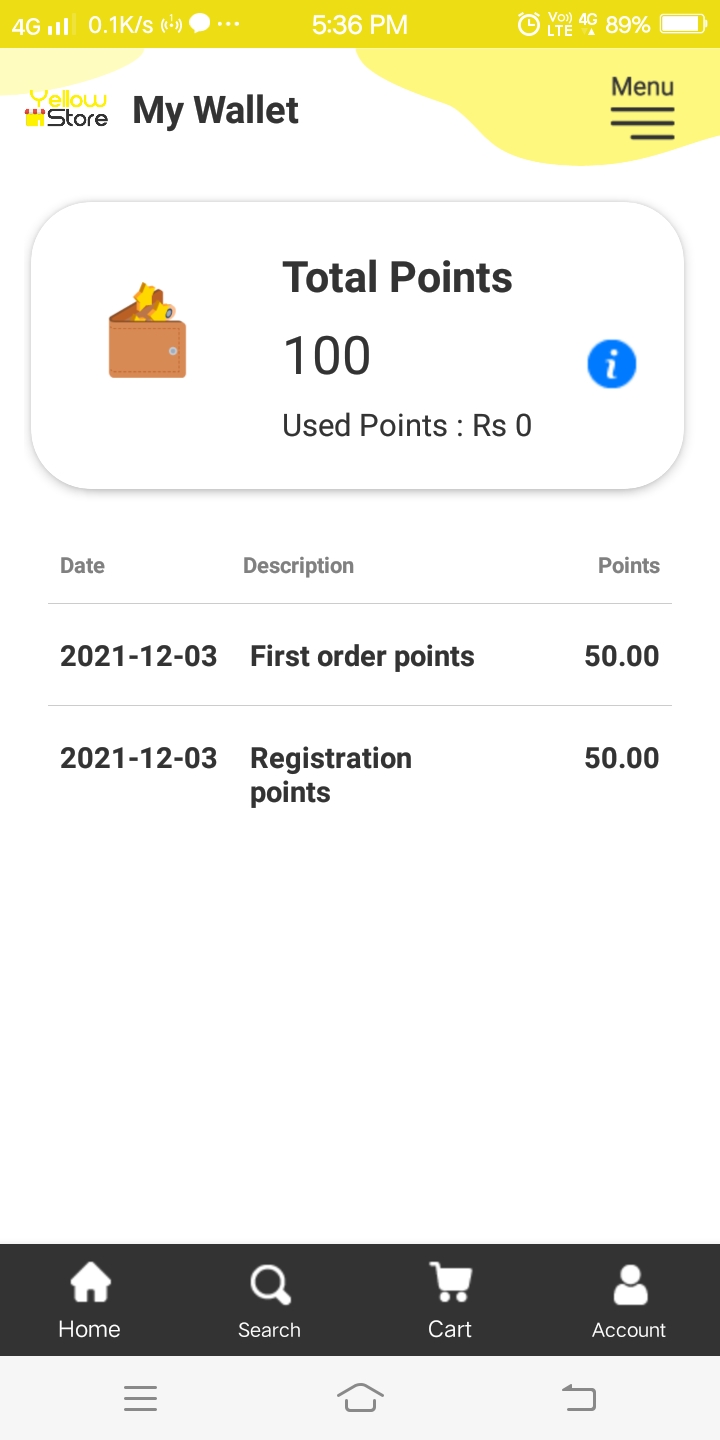 4G 0.1K/s 5:36 PM Vo)) LTE 4G 89%
Yellow
Store
My Wallet
Menu
Total Points
100
Used Points : Rs 0
Date Description Points
2021-12-03 First order points 50.00
2021-12-03 Registration 50.00
points
Home Search Cart Account